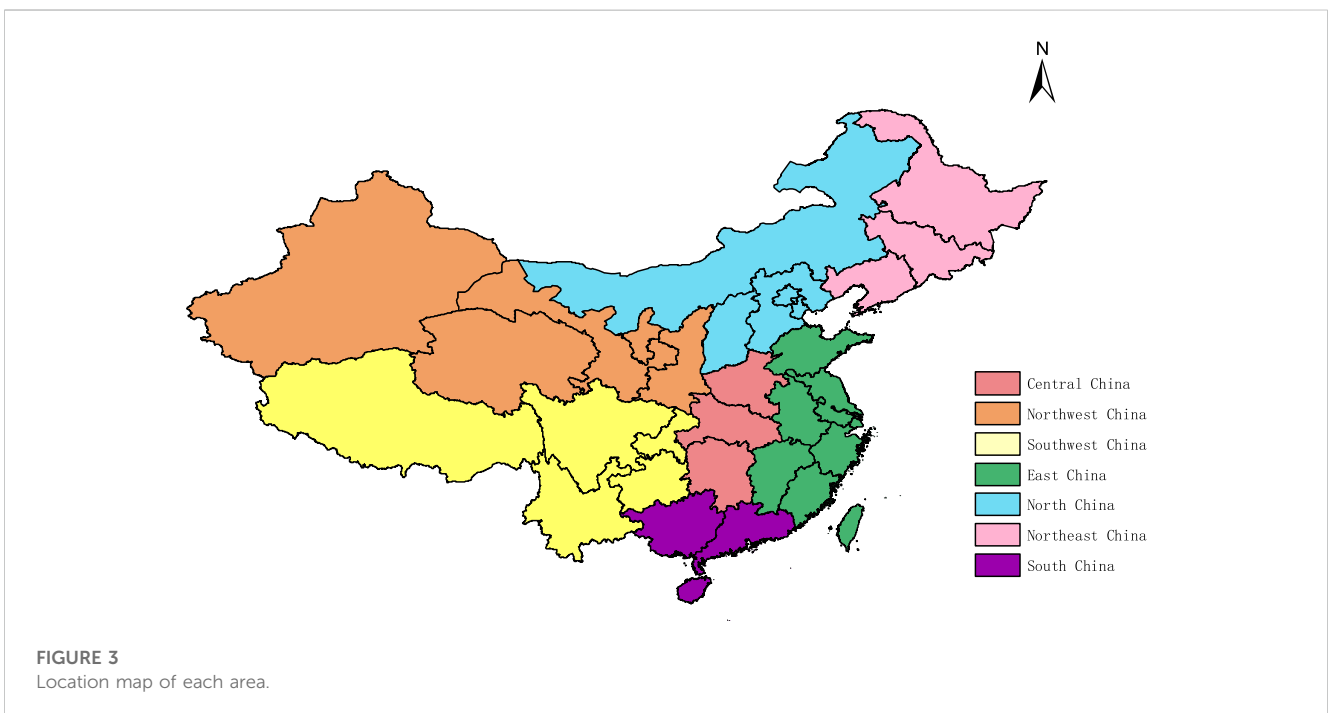 N
Central China
Northwest China
Southwest China
East China
North China
Northeast China
South China
FIGURE 3
Location map of each area.